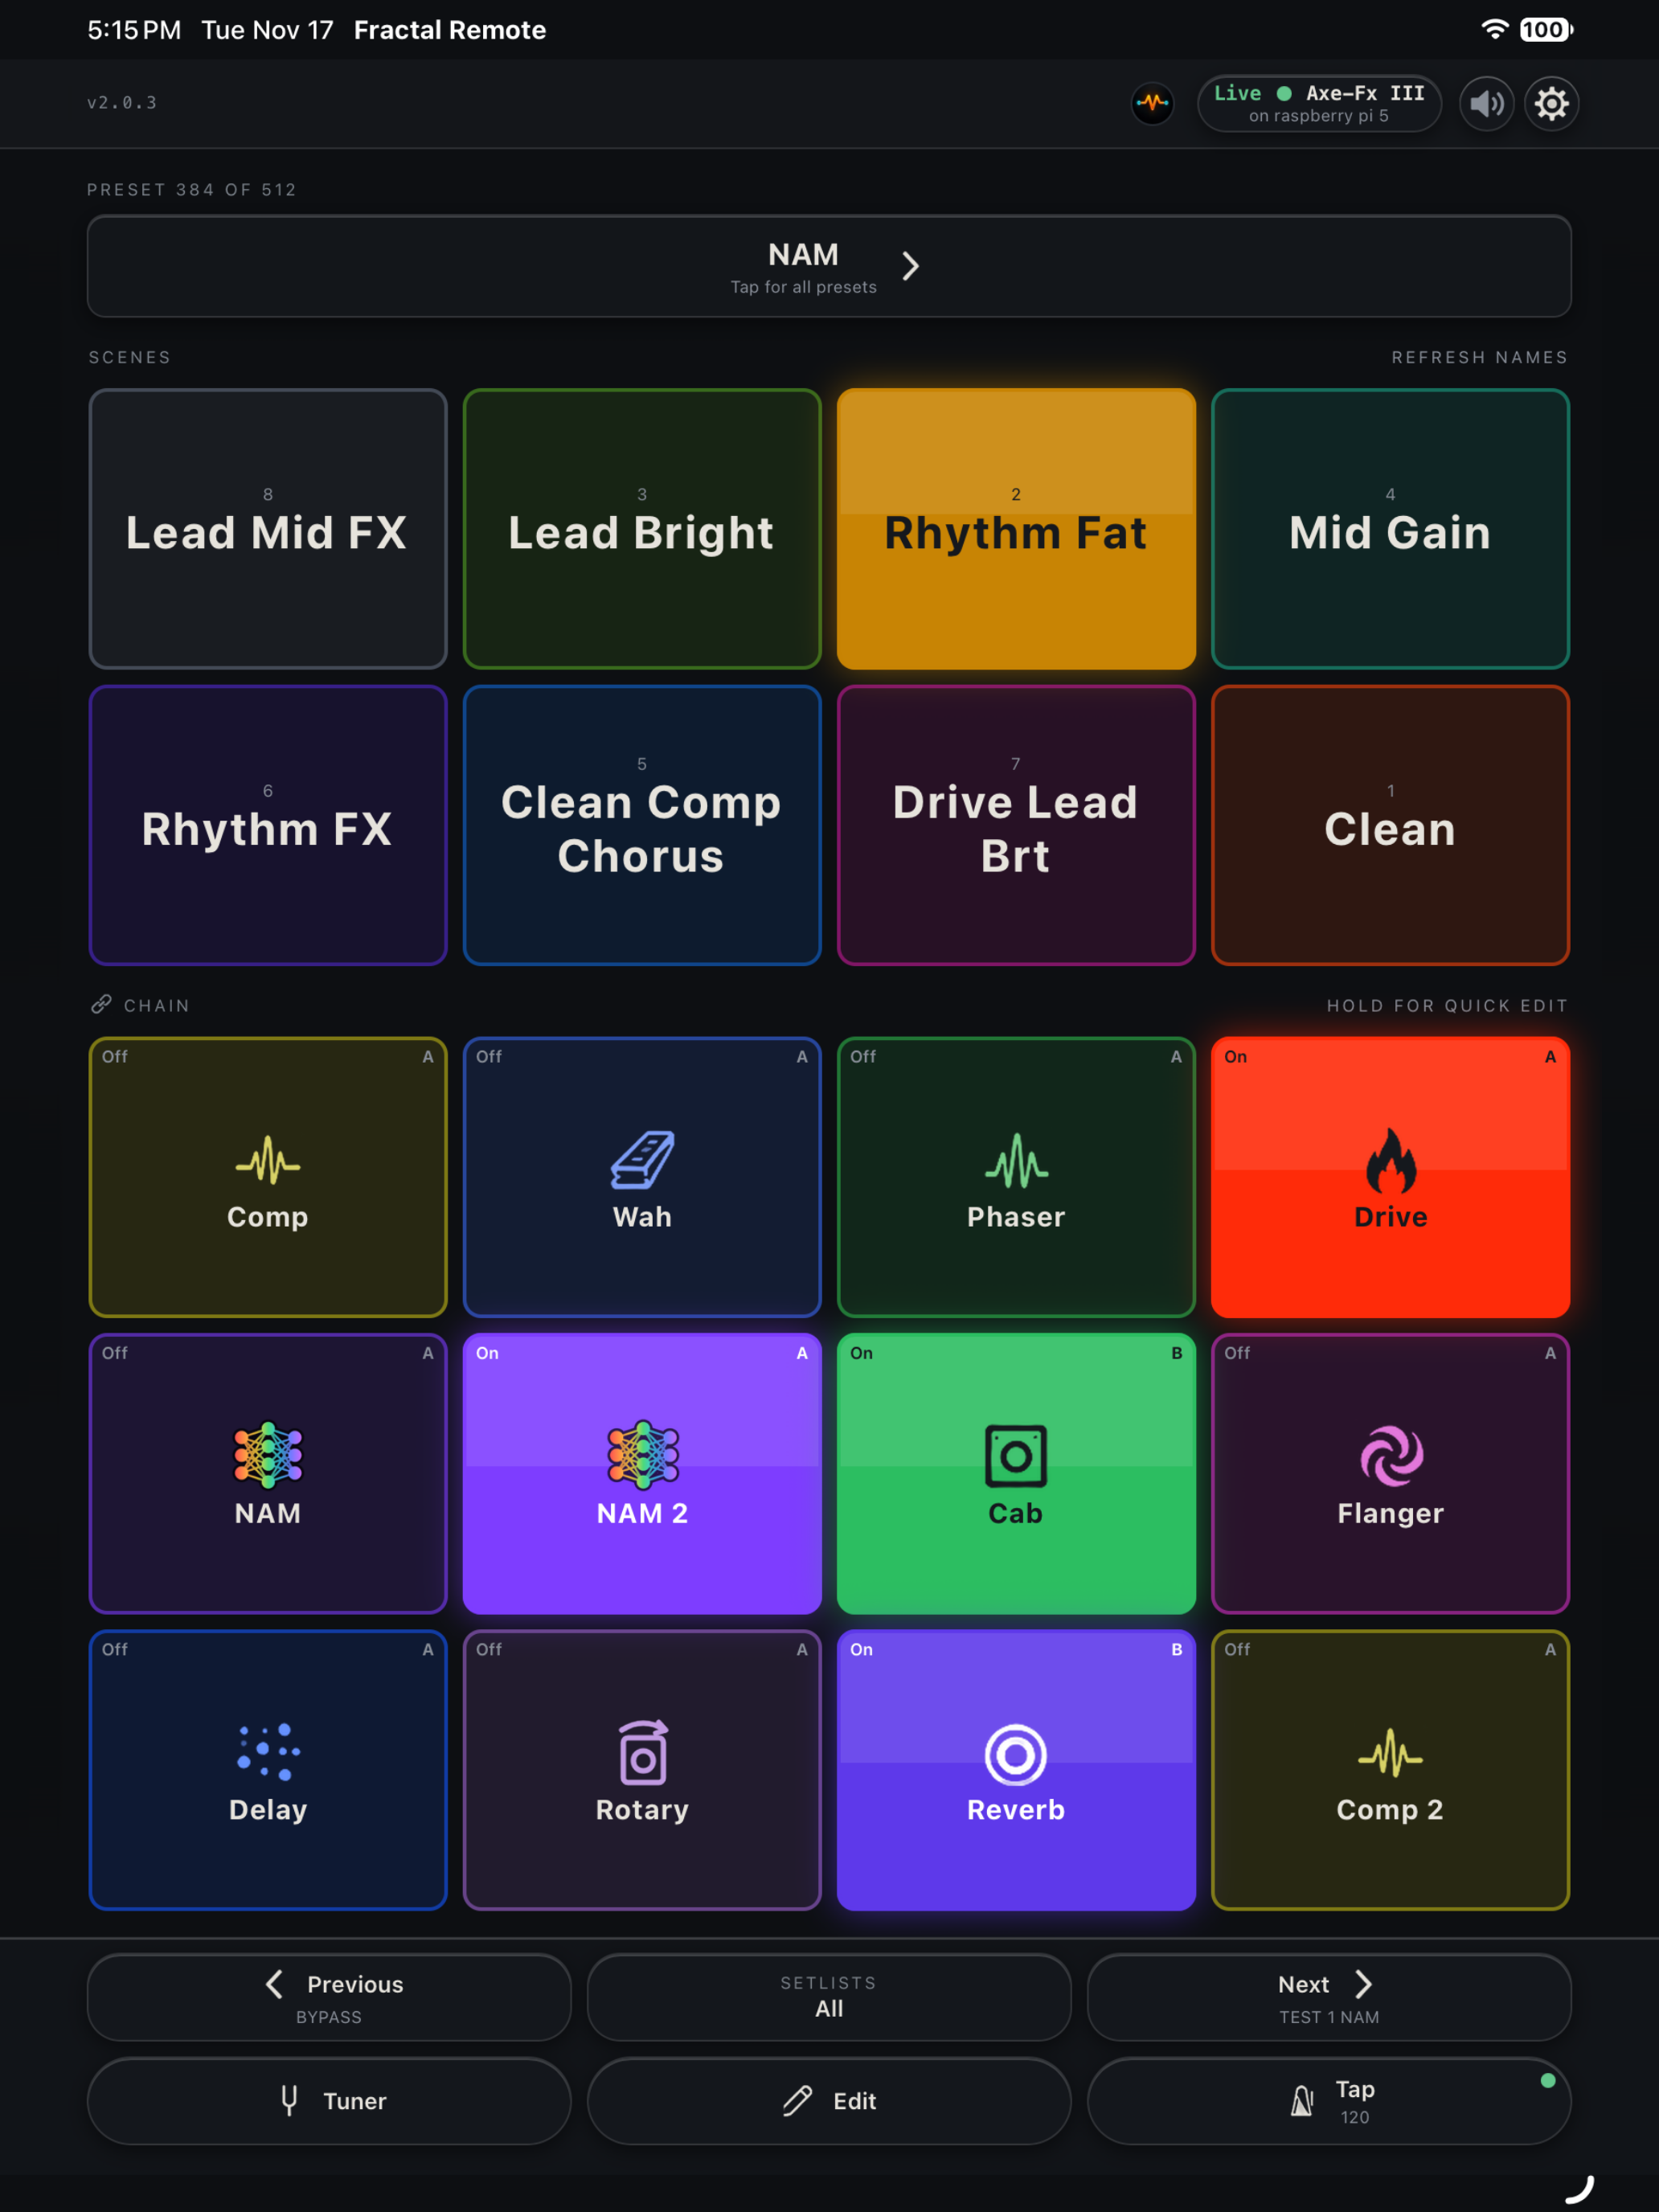 5:15 PM Tue Nov 17 Fractal Remote
100
v2.0.3
Live Axe-Fx III
on raspberry pi 5
PRESET 384 OF 512
NAM
Tap for all presets
SCENES
REFRESH NAMES
8
Lead Mid FX
3
Lead Bright
2
Rhythm Fat
4
Mid Gain
6
Rhythm FX
5
Clean Comp
Chorus
7
Drive Lead
Brt
1
Clean
CHAIN
HOLD FOR QUICK EDIT
Off A
Comp
Off A
Wah
Off A
Phaser
On A
Drive
Off A
NAM
On A
NAM 2
On B
Cab
Off A
Flanger
Off A
Delay
Off A
Rotary
On B
Reverb
Off A
Comp 2
Previous
BYPASS
SETLISTS
All
Next
TEST 1 NAM
Tuner
Edit
Tap
120